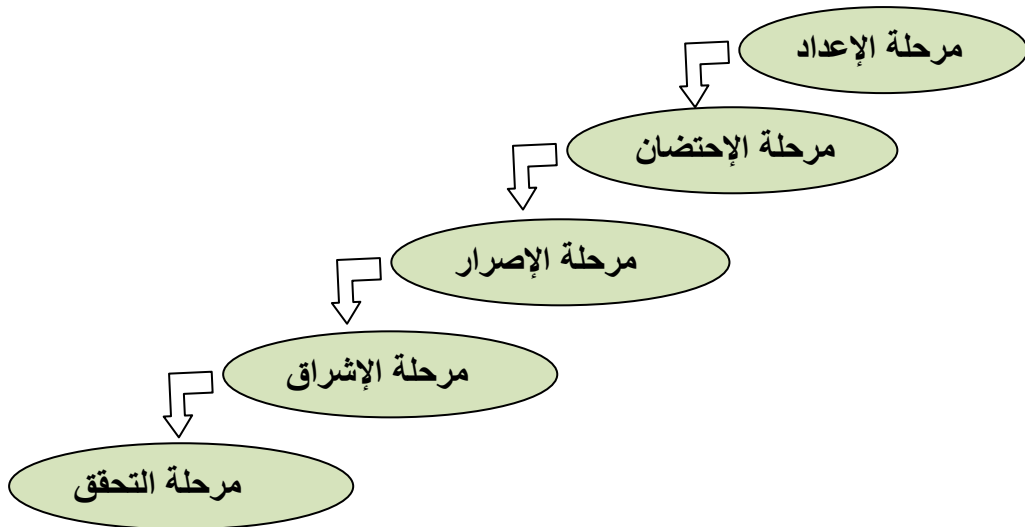 مرحلة الإعداد
مرحلة الإحتضان
مرحلة الإصرار
مرحلة الإشراق
مرحلة التحقق